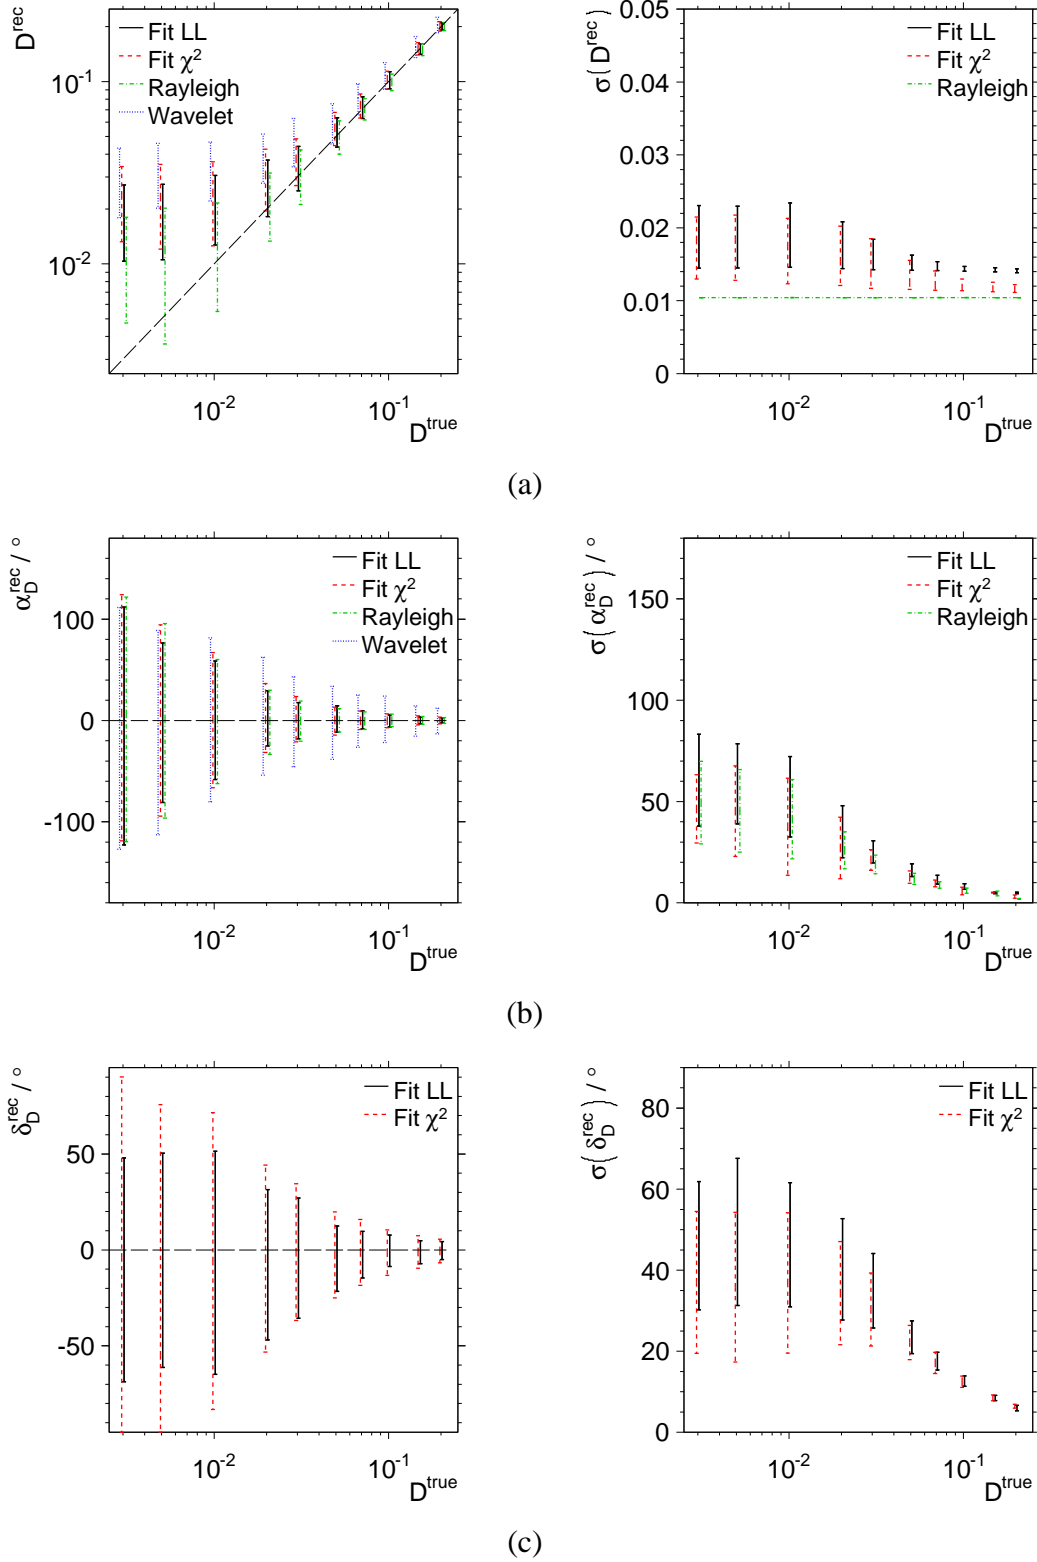 D^rec
10^-1
10^-2
Fit LL
Fit χ²
Rayleigh
Wavelet
10^-2
10^-1
D^true
σ( D^rec )
0.05
0.04
0.03
0.02
0.01
0
Fit LL
Fit χ²
Rayleigh
10^-2
10^-1
D^true
(a)
α_D^rec / °
100
0
-100
Fit LL
Fit χ²
Rayleigh
Wavelet
10^-2
10^-1
D^true
σ( α_D^rec ) / °
150
100
50
0
Fit LL
Fit χ²
Rayleigh
10^-2
10^-1
D^true
(b)
δ_D^rec / °
50
0
-50
Fit LL
Fit χ²
10^-2
10^-1
D^true
σ( δ_D^rec ) / °
80
60
40
20
0
Fit LL
Fit χ²
10^-2
10^-1
D^true
(c)